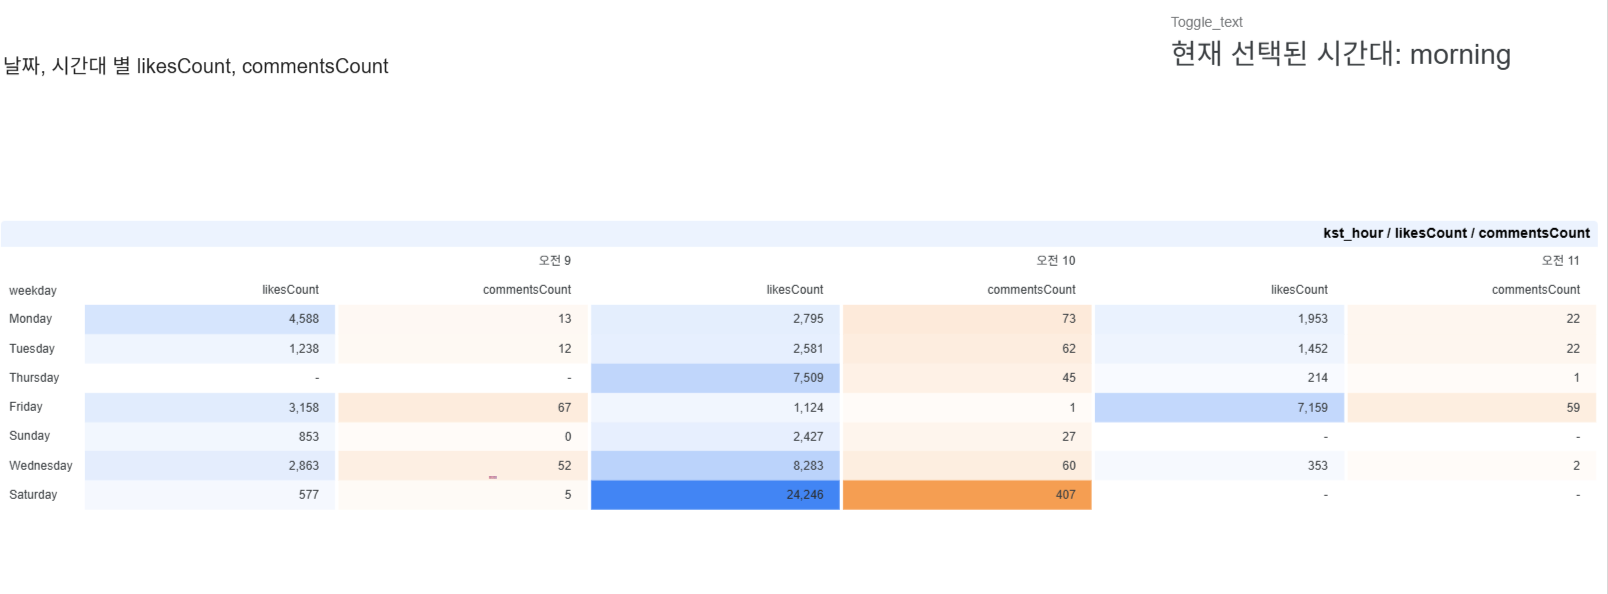 Toggle_text
현재 선택된 시간대: morning
날짜, 시간대 별 likesCount, commentsCount
kst_hour / likesCount / commentsCount
오전 9 오전 10 오전 11
weekday likesCount commentsCount likesCount commentsCount likesCount commentsCount
Monday 4,588 13 2,795 73 1,953 22
Tuesday 1,238 12 2,581 62 1,452 22
Thursday - - 7,509 45 214 1
Friday 3,158 67 1,124 1 7,159 59
Sunday 853 0 2,427 27 - -
Wednesday 2,863 52 8,283 60 353 2
Saturday 577 5 24,246 407 - -